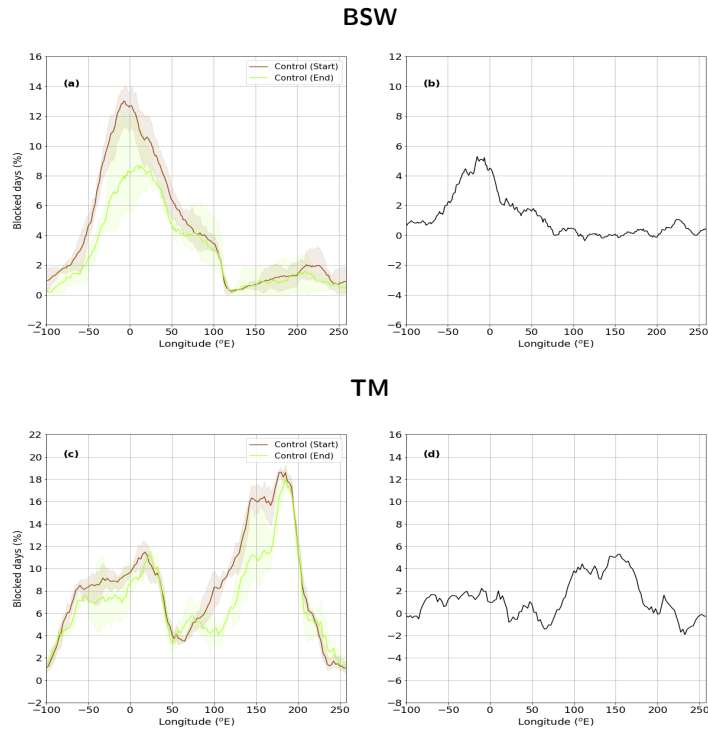 BSW
(a)
Control (Start)
Control (End)
16
14
12
10
8
6
4
2
0
−2
Blocked days (%)
−100 −50 0 50 100 150 200 250
Longitude (°E)
(b)
12
10
8
6
4
2
0
−2
−4
−6
−100 −50 0 50 100 150 200 250
Longitude (°E)
TM
(c)
Control (Start)
Control (End)
22
20
18
16
14
12
10
8
6
4
2
0
−2
Blocked days (%)
−100 −50 0 50 100 150 200 250
Longitude (°E)
(d)
16
14
12
10
8
6
4
2
0
−2
−4
−6
−8
−100 −50 0 50 100 150 200 250
Longitude (°E)